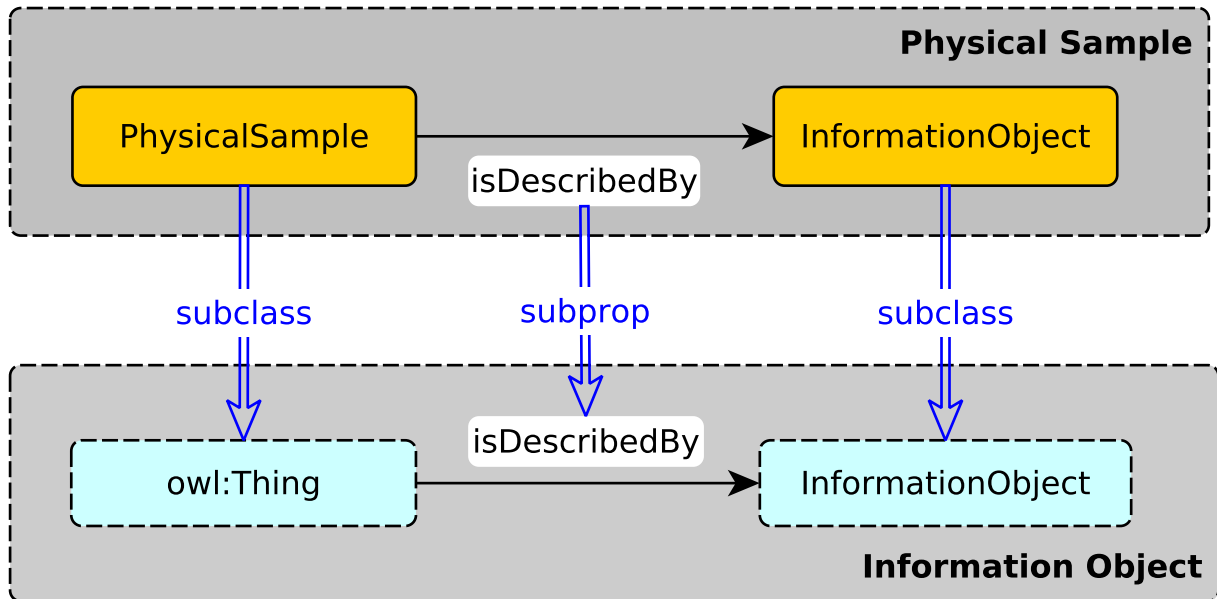 Physical Sample
PhysicalSample
InformationObject
isDescribedBy
subclass
subprop
subclass
isDescribedBy
owl:Thing
InformationObject
Information Object